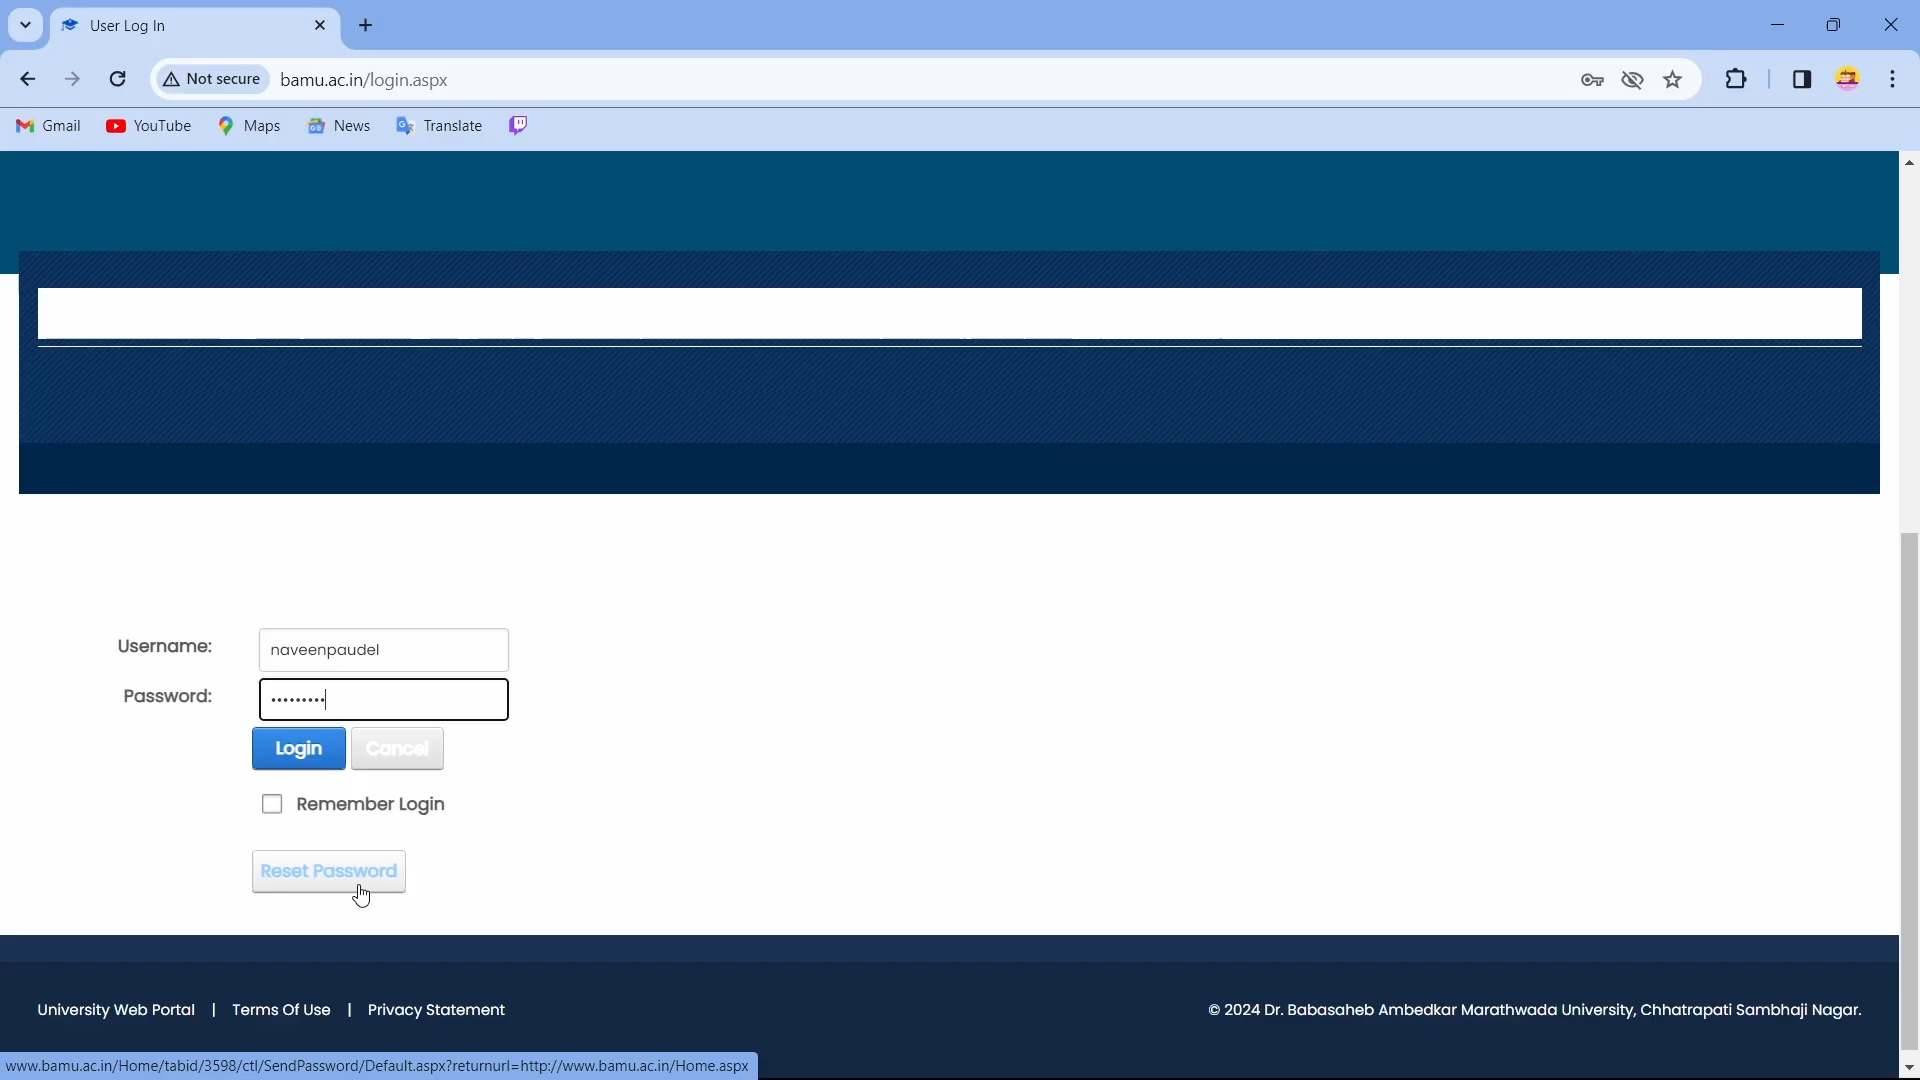 User Log In
Not secure
bamu.ac.in/login.aspx
Gmail
YouTube
Maps
News
Translate
Username:
naveenpaudel
Password:
•••••••••
Login
Cancel
Remember Login
Reset Password
University Web Portal | Terms Of Use | Privacy Statement
© 2024 Dr. Babasaheb Ambedkar Marathwada University, Chhatrapati Sambhaji Nagar.
www.bamu.ac.in/Home/tabid/3598/ctl/SendPassword/Default.aspx?returnurl=http://www.bamu.ac.in/Home.aspx